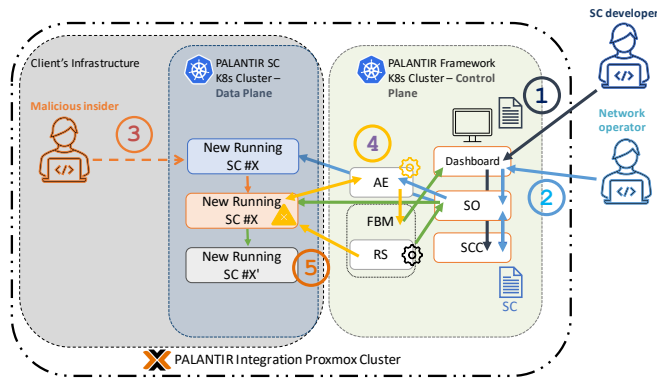 SC developer
Client's Infrastructure
PALANTIR SC
K8s Cluster –
Data Plane
PALANTIR Framework
K8s Cluster – Control
Plane
1
Malicious insider
3
4
Network
operator
New Running
SC #X
Dashboard
AE
2
New Running
SC #X
SO
FBM
New Running
SC #X'
5
RS
SCC
SC
PALANTIR Integration Proxmox Cluster